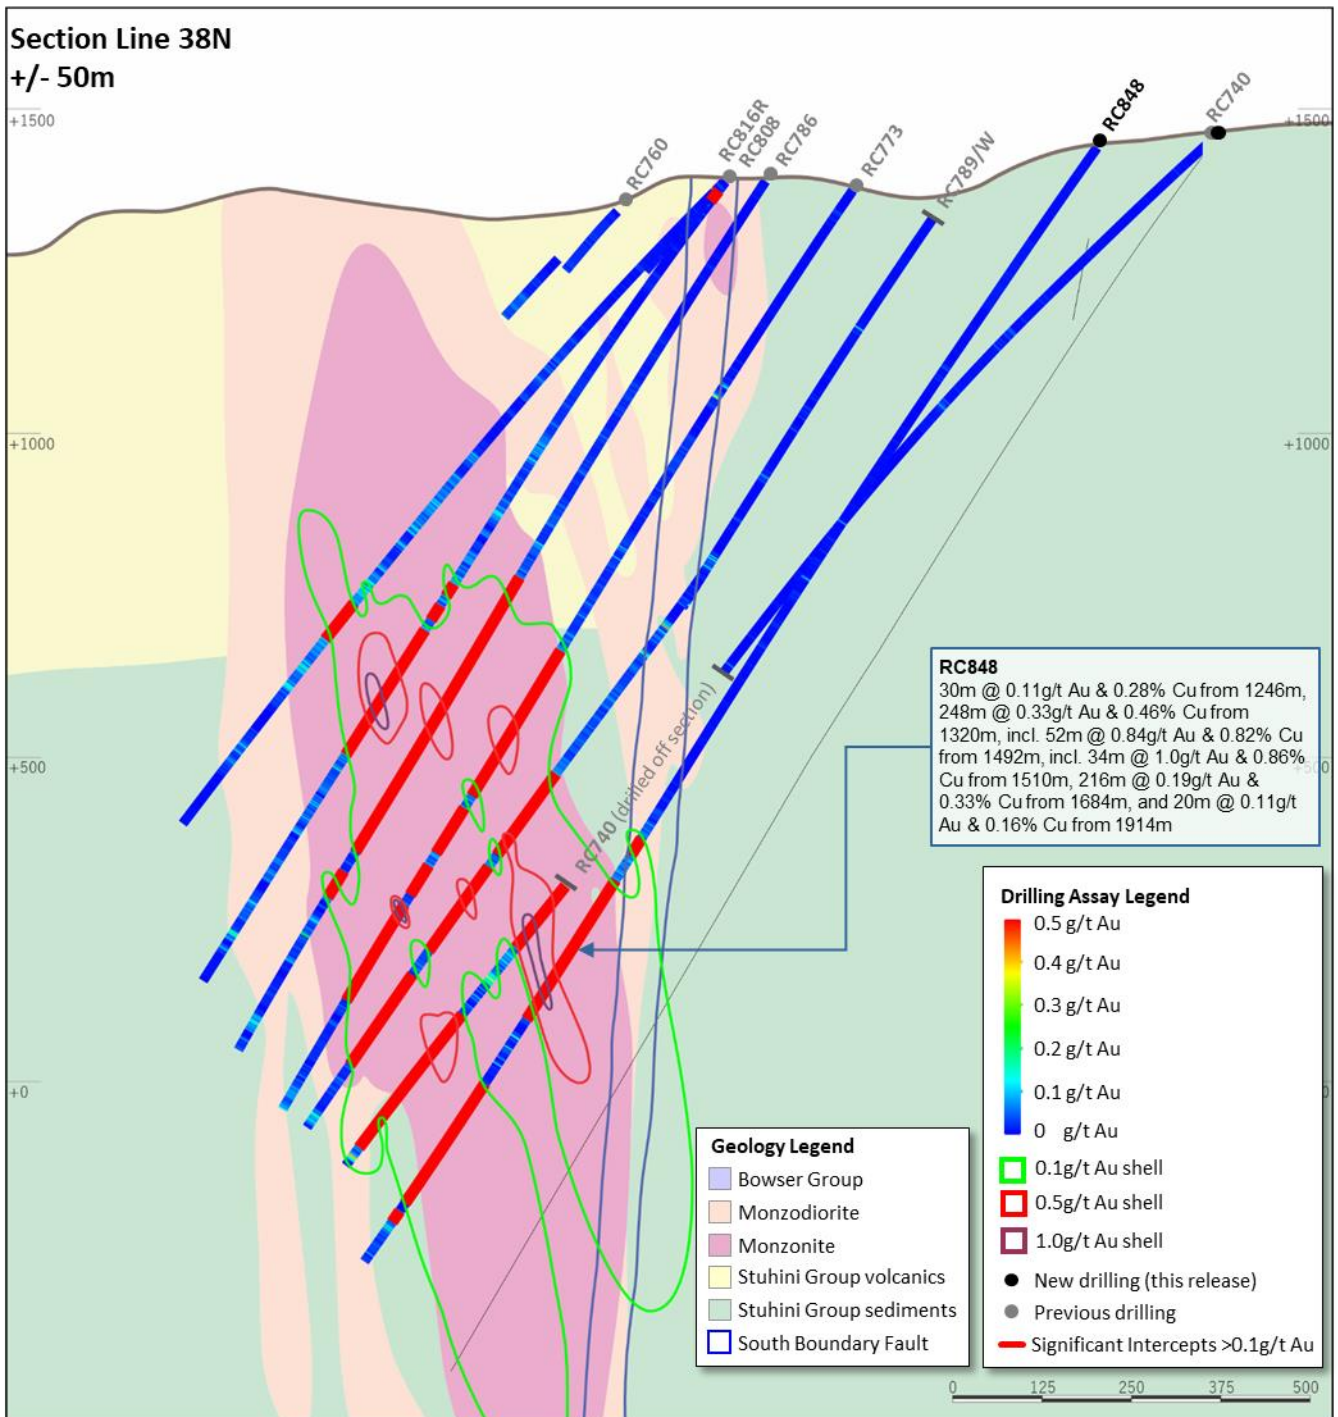 Section Line 38N
+/- 50m
+1500
+1500
RC760
RC816R
RC808
RC786
RC773
RC789/W
RC848
RC740
+1000
+1000
RC740 (drilled off section)
RC848
30m @ 0.11g/t Au & 0.28% Cu from 1246m,
248m @ 0.33g/t Au & 0.46% Cu from
1320m, incl. 52m @ 0.84g/t Au & 0.82% Cu
from 1492m, incl. 34m @ 1.0g/t Au & 0.86%
Cu from 1510m, 216m @ 0.19g/t Au &
0.33% Cu from 1684m, and 20m @ 0.11g/t
Au & 0.16% Cu from 1914m
+500
+500
+0
Drilling Assay Legend
0.5 g/t Au
0.4 g/t Au
0.3 g/t Au
0.2 g/t Au
0.1 g/t Au
0 g/t Au
0.1g/t Au shell
0.5g/t Au shell
1.0g/t Au shell
New drilling (this release)
Previous drilling
Significant Intercepts >0.1g/t Au
Geology Legend
Bowser Group
Monzodiorite
Monzonite
Stuhini Group volcanics
Stuhini Group sediments
South Boundary Fault
0 125 250 375 500